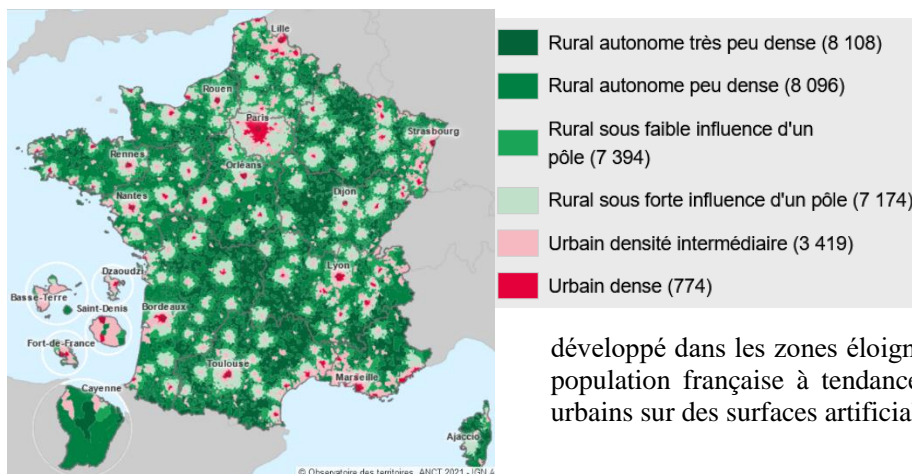 Lille
Rouen
Paris
Strasbourg
Rennes
Orléans
Nantes
Dijon
Dzaoudzi
Lyon
Basse-Terre
Saint-Denis
Bordeaux
Fort-de-France
Toulouse
Marseille
Cayenne
Ajaccio
© Observatoire des territoires, ANCT 2021 - IGN A
Rural autonome très peu dense (8 108)
Rural autonome peu dense (8 096)
Rural sous faible influence d'un
pôle (7 394)
Rural sous forte influence d'un pôle (7 174)
Urbain densité intermédiaire (3 419)
Urbain dense (774)
développé dans les zones éloign
population française à tendance
urbains sur des surfaces artificia